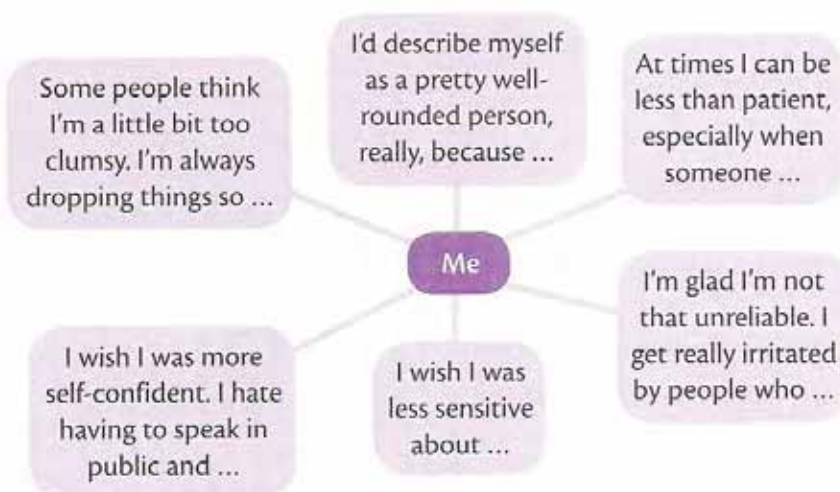 Some people think
I'm a little bit too
clumsy. I'm always
dropping things so ...
I'd describe myself
as a pretty well-
rounded person,
really, because ...
At times I can be
less than patient,
especially when
someone ...
Me
I wish I was more
self-confident. I hate
having to speak in
public and ...
I wish I was
less sensitive
about ...
I'm glad I'm not
that unreliable. I
get really irritated
by people who ...